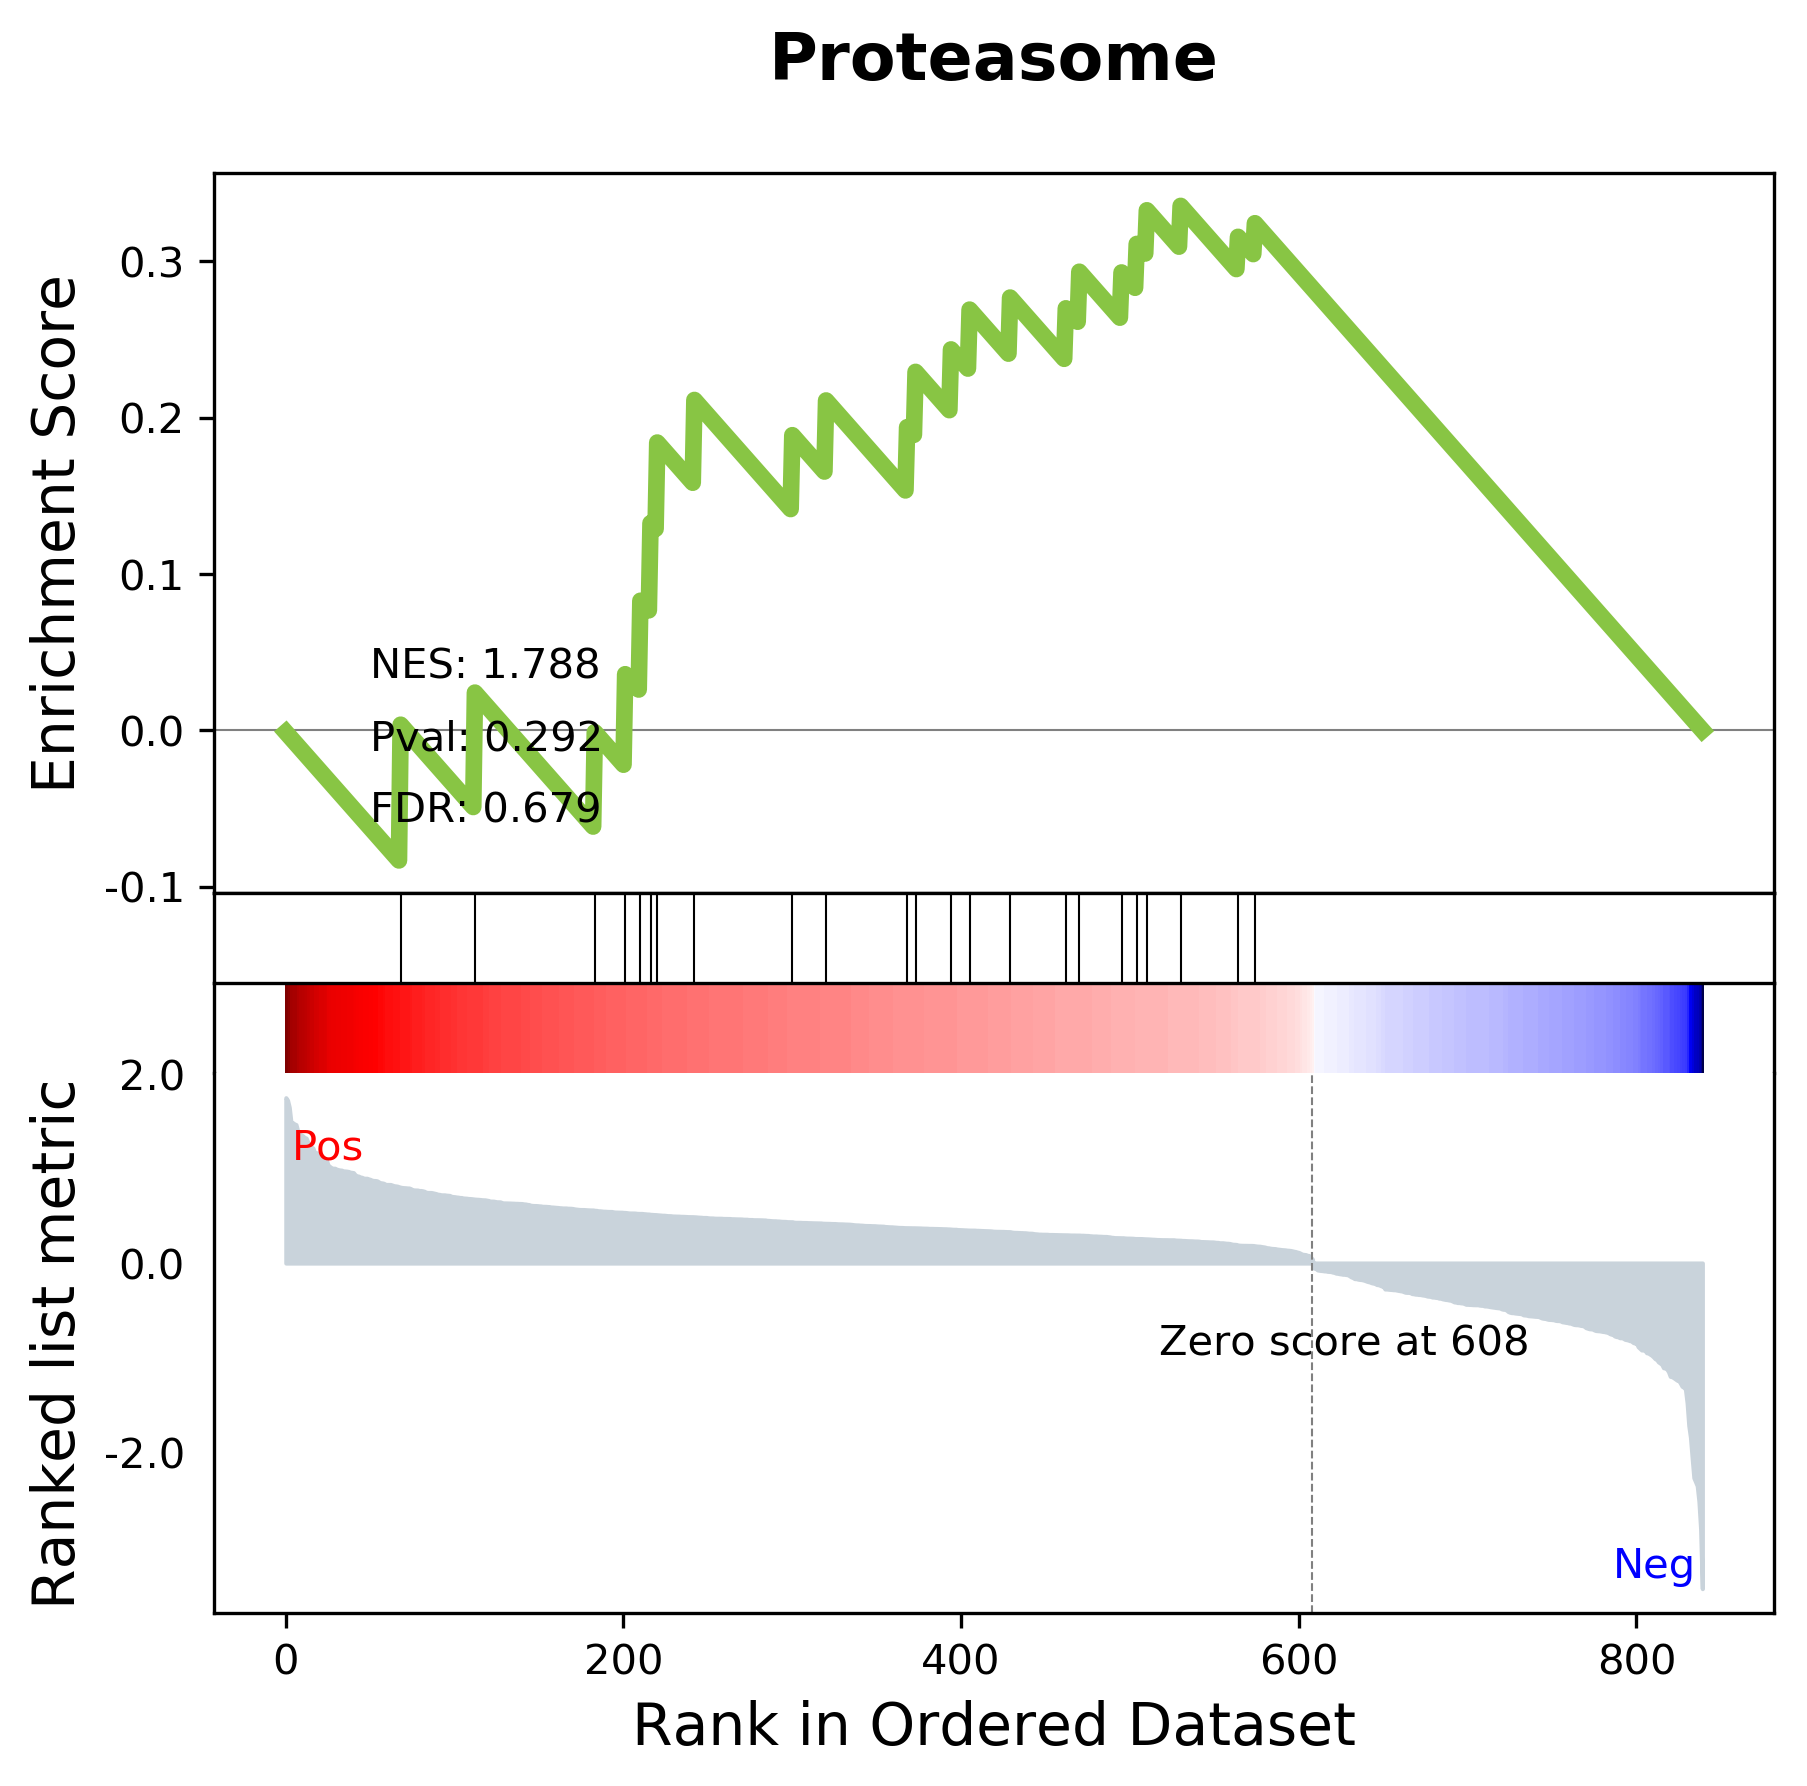 Proteasome
Enrichment Score
0.3
0.2
0.1
0.0
-0.1
NES: 1.788
Pval: 0.292
FDR: 0.679
Ranked list metric
2.0
0.0
-2.0
Pos
Zero score at 608
Neg
0 200 400 600 800
Rank in Ordered Dataset